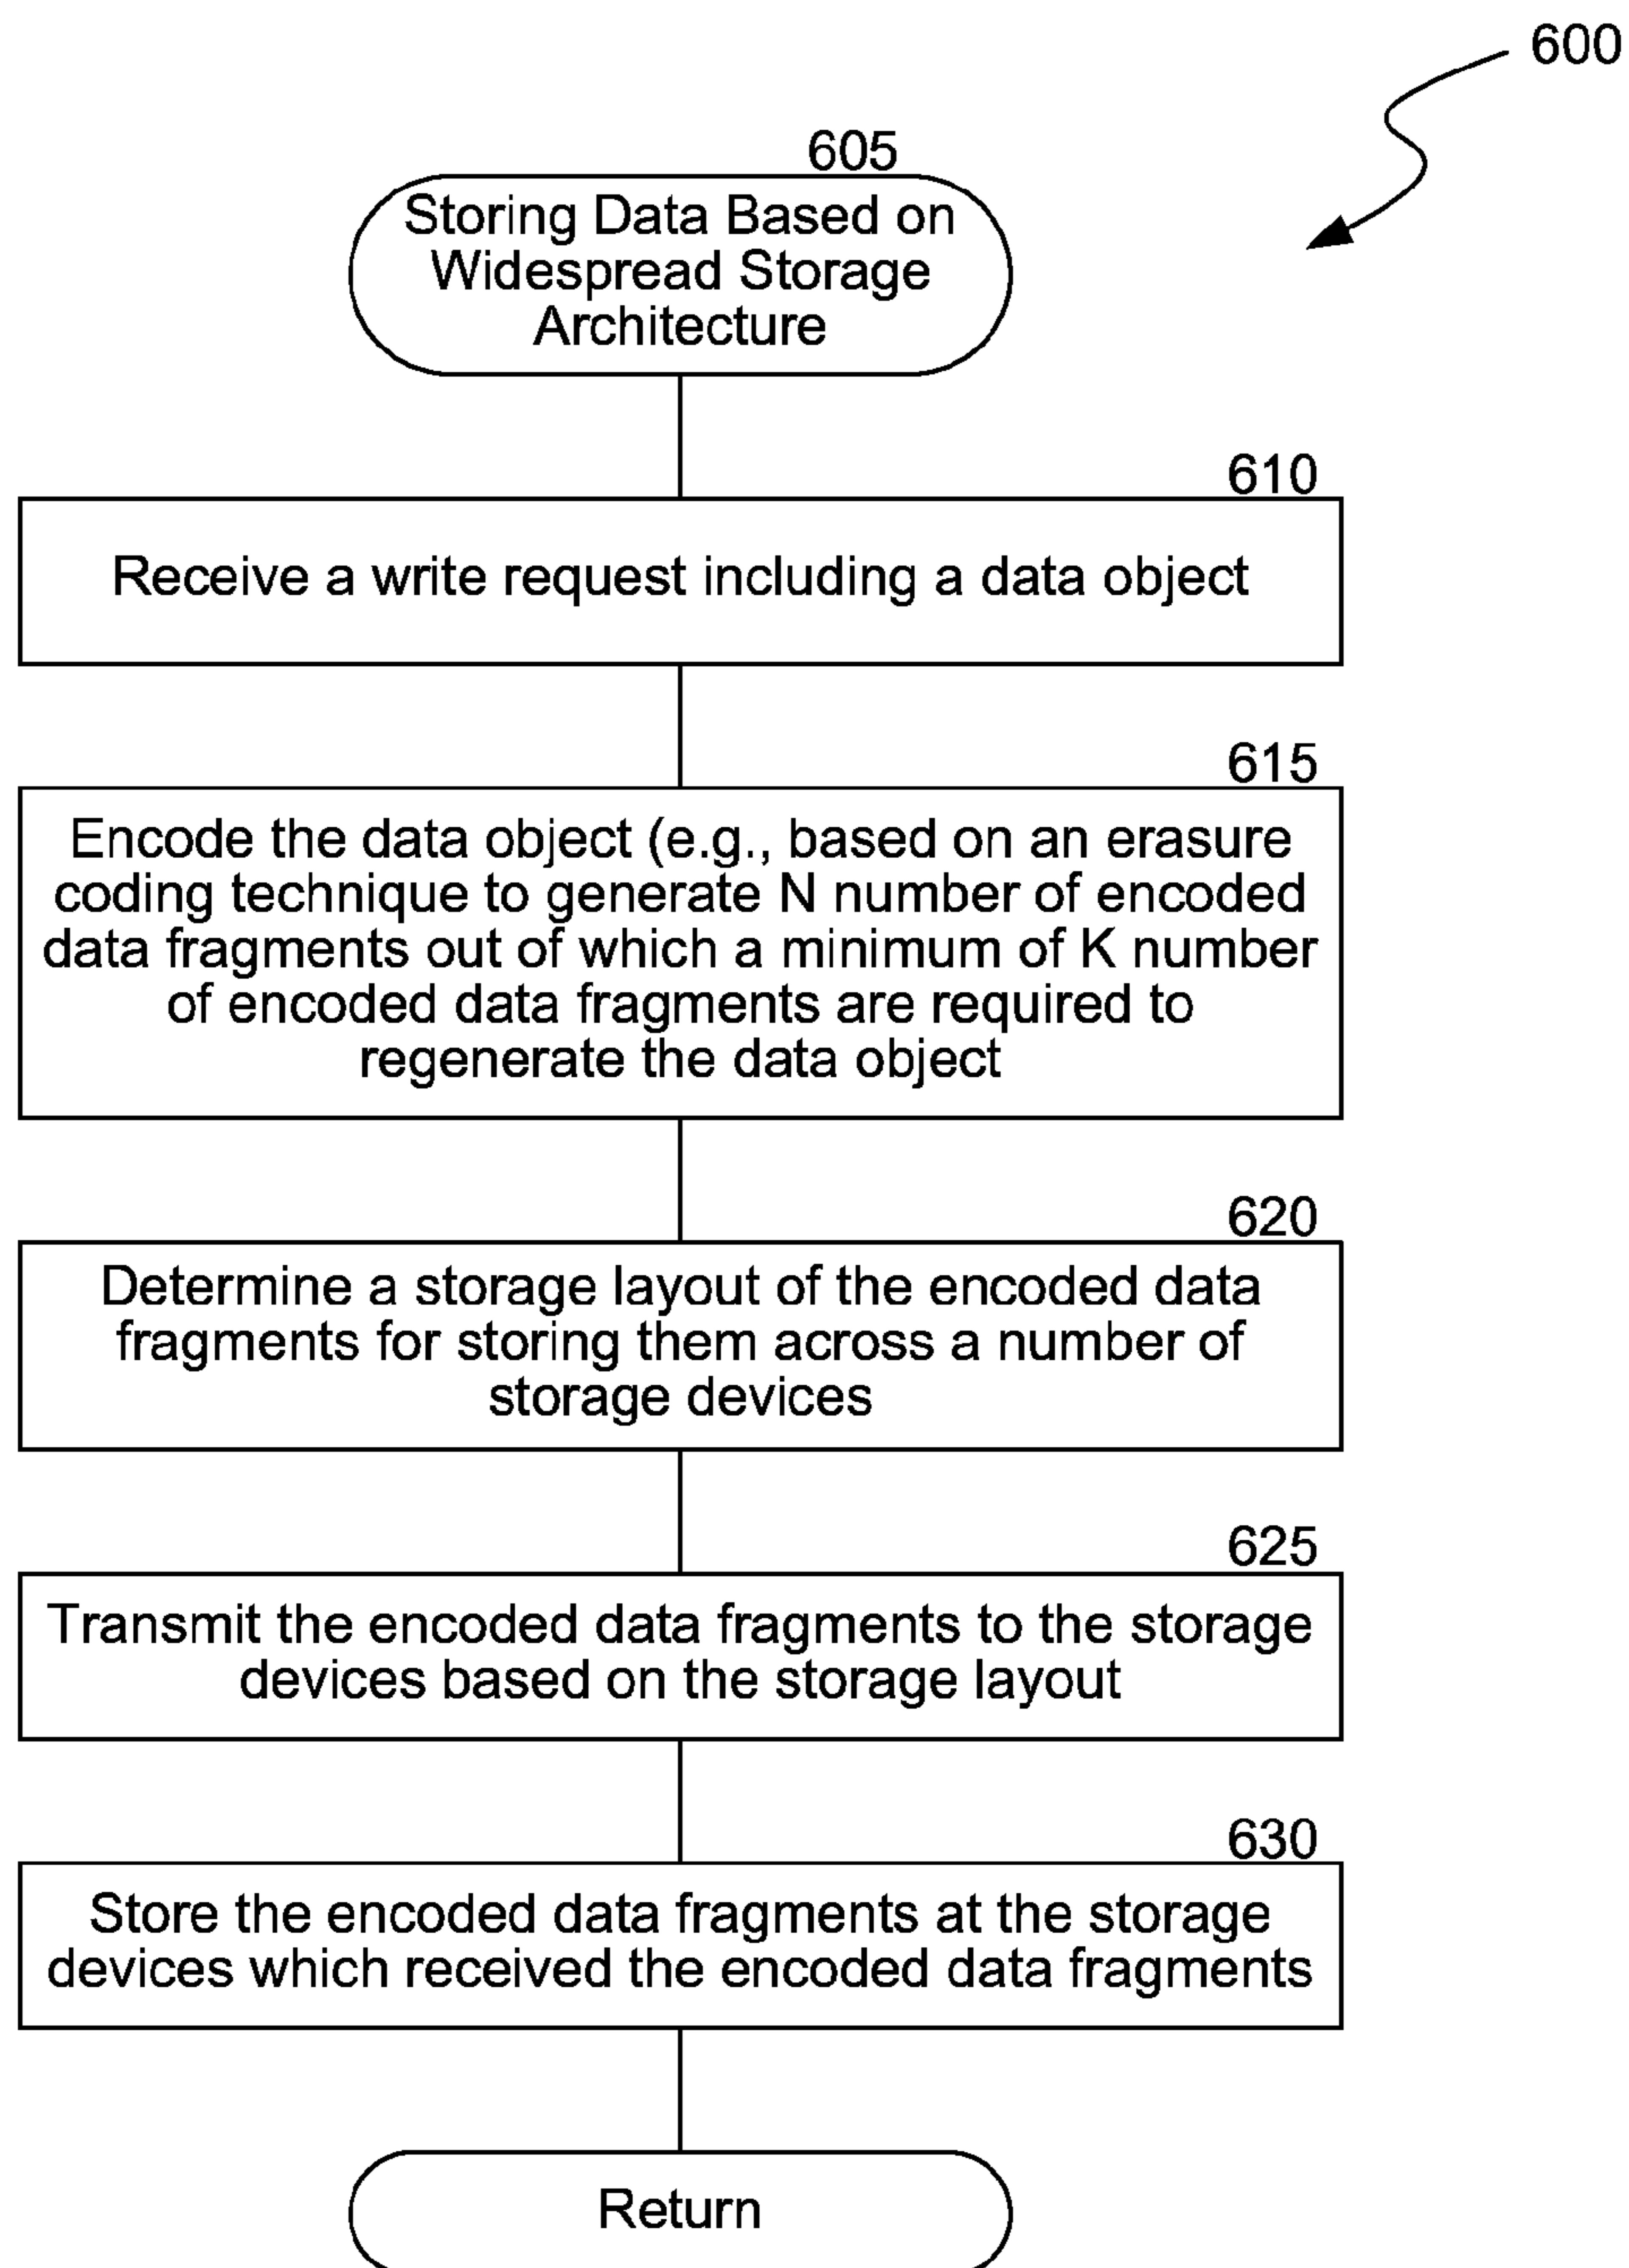 600
605
Storing Data Based on
Widespread Storage
Architecture
610
Receive a write request including a data object
615
Encode the data object (e.g., based on an erasure
coding technique to generate N number of encoded
data fragments out of which a minimum of K number
of encoded data fragments are required to
regenerate the data object
620
Determine a storage layout of the encoded data
fragments for storing them across a number of
storage devices
625
Transmit the encoded data fragments to the storage
devices based on the storage layout
630
Store the encoded data fragments at the storage
devices which received the encoded data fragments
Return